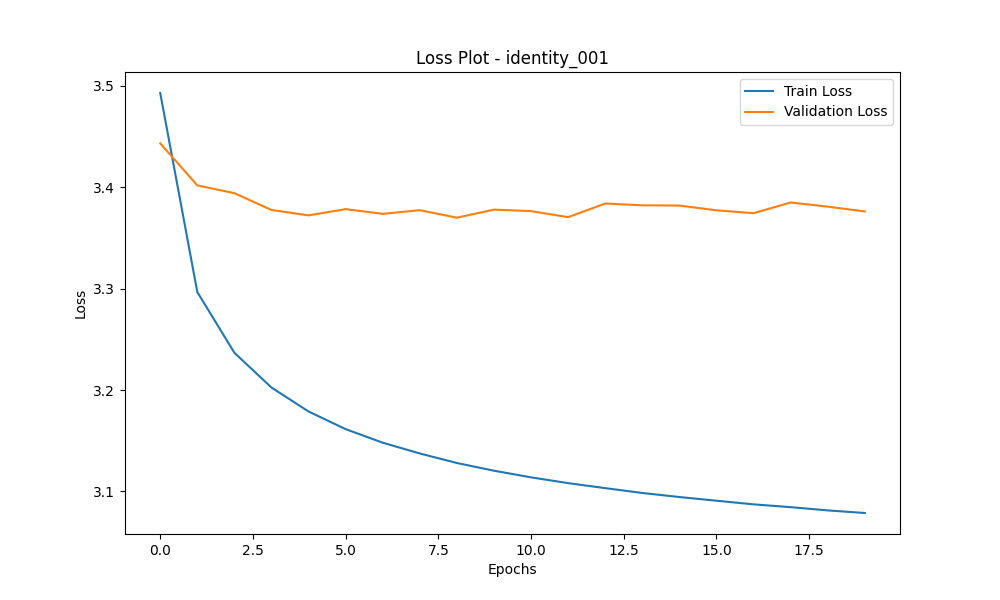 Loss Plot - identity_001
Train Loss
Validation Loss
3.5
3.4
3.3
3.2
3.1
Loss
0.0 2.5 5.0 7.5 10.0 12.5 15.0 17.5
Epochs